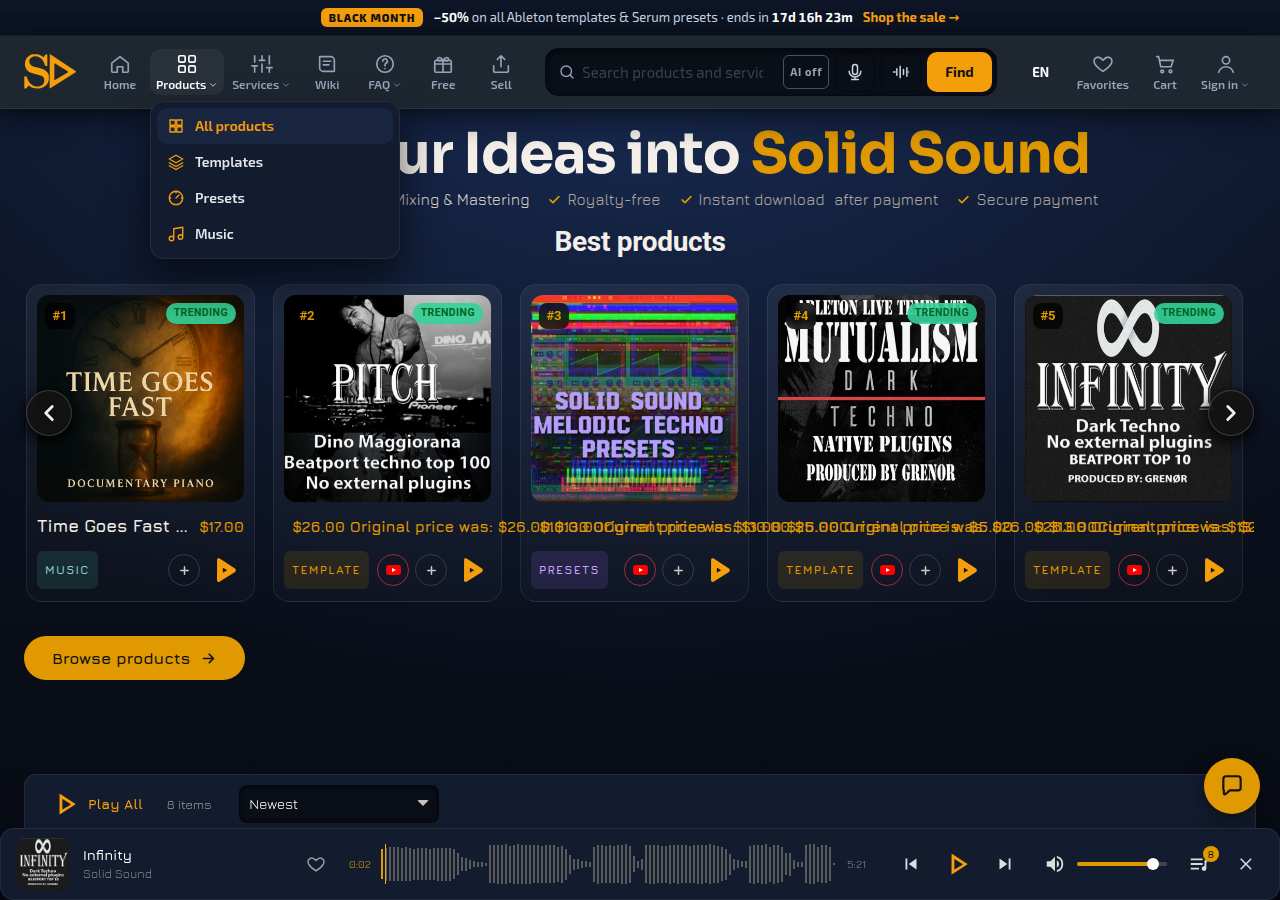 BLACK MONTH −50% on all Ableton templates & Serum presets · ends in 17d 16h 23m Shop the sale →
SD
Home
Products
Services
Wiki
FAQ
Free
Sell
Search products and servic
AI off
Find
EN
Favorites
Cart
Sign in
All products
Templates
Presets
Music
ur Ideas into Solid Sound
Mixing & Mastering Royalty-free Instant download after payment Secure payment
Best products
#1 TRENDING
TIME GOES
FAST
DOCUMENTARY PIANO
Time Goes Fast ... $17.00
MUSIC
#2 TRENDING
DINO M
PITCH
Pioneer
Dino Maggiorana
Beatport techno top 100
No external plugins
$26.00 Original price was: $26.0
TEMPLATE
#3
SOLID SOUND
MELODIC TECHNO
PRESETS
PRESETS
#4 TRENDING
ABLETON LIVE TEMPLATE
MUTUALISM
DARK
TECHNO
NATIVE PLUGINS
PRODUCED BY GRENOR
TEMPLATE
#5 TRENDING
INFINITY
Dark Techno
No external plugins
BEATPORT TOP 10
PRODUCED BY: GRENØR
TEMPLATE
Browse products →
Play All 8 items Newest
INFINITY
Infinity
Solid Sound
0:02
5:21
8